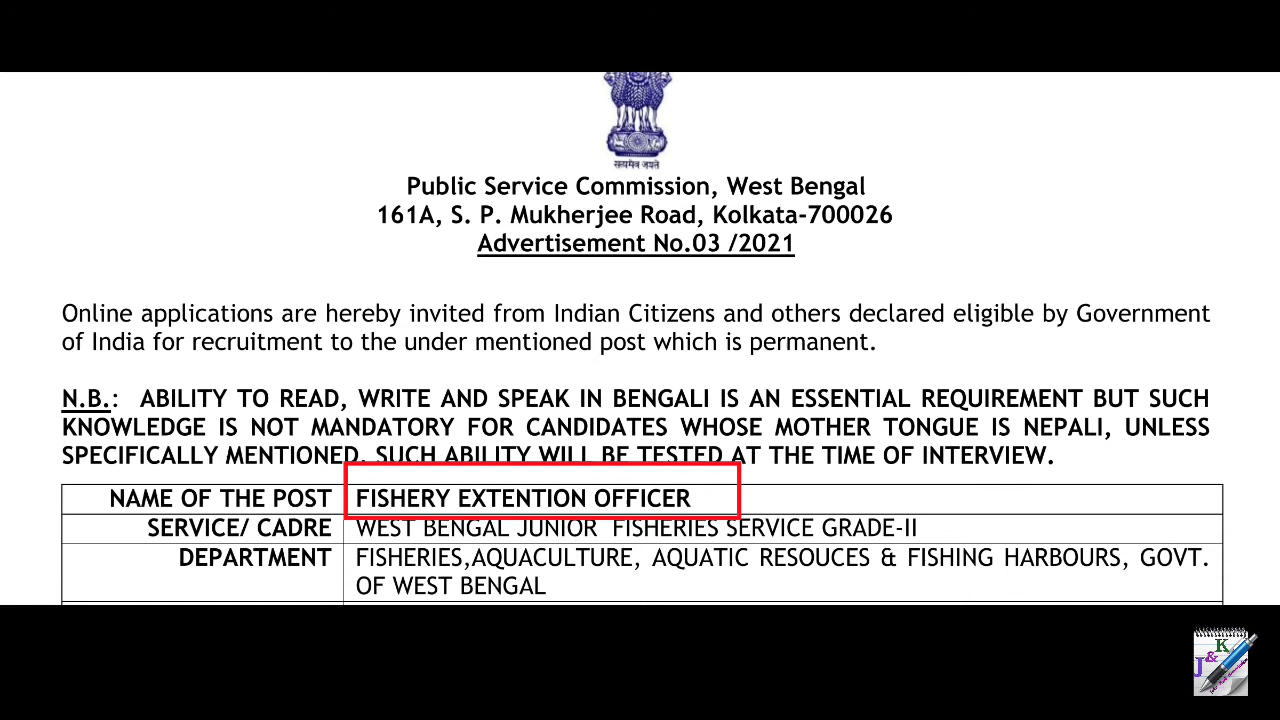 सत्यमेव जयते
Public Service Commission, West Bengal
161A, S. P. Mukherjee Road, Kolkata-700026
Advertisement No.03 /2021
Online applications are hereby invited from Indian Citizens and others declared eligible by Government
of India for recruitment to the under mentioned post which is permanent.
N.B.: ABILITY TO READ, WRITE AND SPEAK IN BENGALI IS AN ESSENTIAL REQUIREMENT BUT SUCH
KNOWLEDGE IS NOT MANDATORY FOR CANDIDATES WHOSE MOTHER TONGUE IS NEPALI, UNLESS
SPECIFICALLY MENTIONED. SUCH ABILITY WILL BE TESTED AT THE TIME OF INTERVIEW.
NAME OF THE POST FISHERY EXTENTION OFFICER
SERVICE/ CADRE WEST BENGAL JUNIOR FISHERIES SERVICE GRADE-II
DEPARTMENT FISHERIES,AQUACULTURE, AQUATIC RESOUCES & FISHING HARBOURS, GOVT.
OF WEST BENGAL
J&K